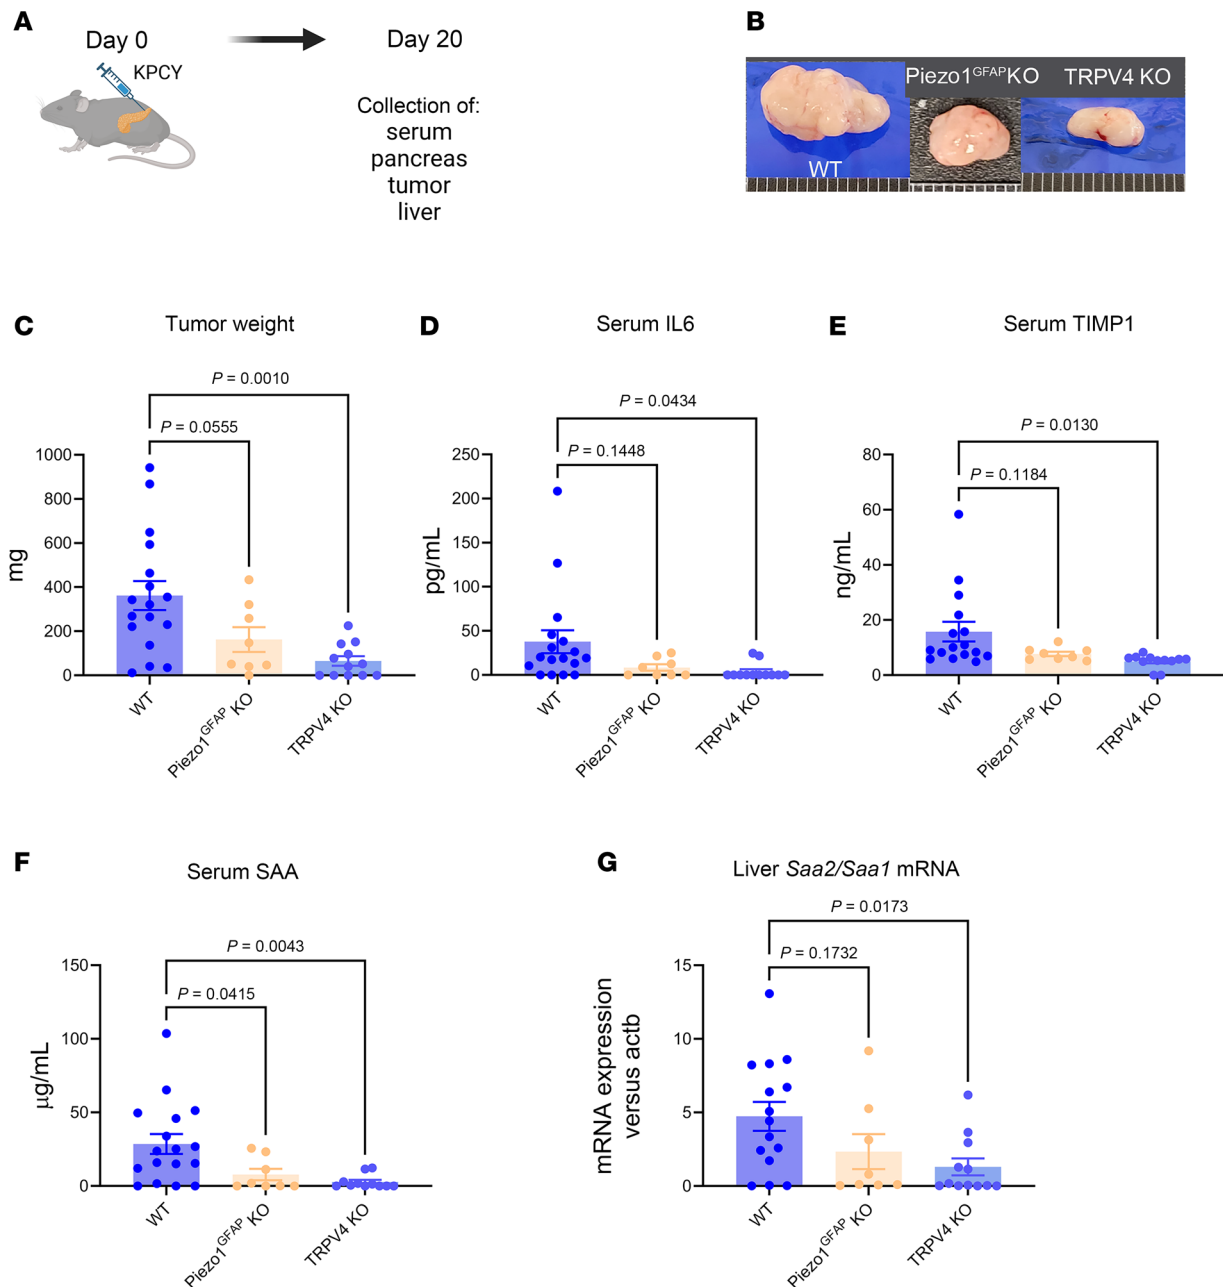 A
Day 0
Day 20
KPCY
Collection of:
serum
pancreas
tumor
liver
B
Piezo1GFAPKO
TRPV4 KO
WT
C
Tumor weight
P = 0.0010
P = 0.0555
1000
800
600
400
200
0
mg
WT
Piezo1GFAP KO
TRPV4 KO
D
Serum IL6
P = 0.0434
P = 0.1448
250
200
150
100
50
0
pg/mL
WT
Piezo1GFAP KO
TRPV4 KO
E
Serum TIMP1
P = 0.0130
P = 0.1184
80
60
40
20
0
ng/mL
WT
Piezo1GFAP KO
TRPV4 KO
F
Serum SAA
P = 0.0043
P = 0.0415
150
100
50
0
µg/mL
WT
Piezo1GFAP KO
TRPV4 KO
G
Liver Saa2/Saa1 mRNA
P = 0.0173
P = 0.1732
15
10
5
0
mRNA expression
versus actb
WT
Piezo1GFAP KO
TRPV4 KO